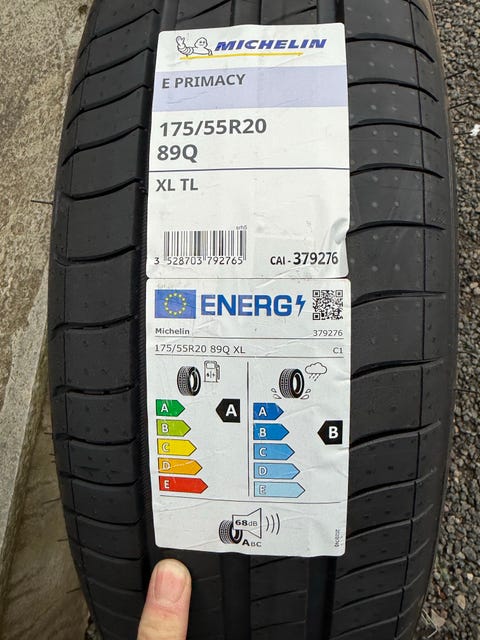 MICHELIN
E PRIMACY
175/55R20
89Q
XL TL
3 528703 792765
CAI - 379276
ENERG
Michelin 379276
175/55R20 89Q XL C1
A A A
B B B
C C
D D
E E
68dB
ABC